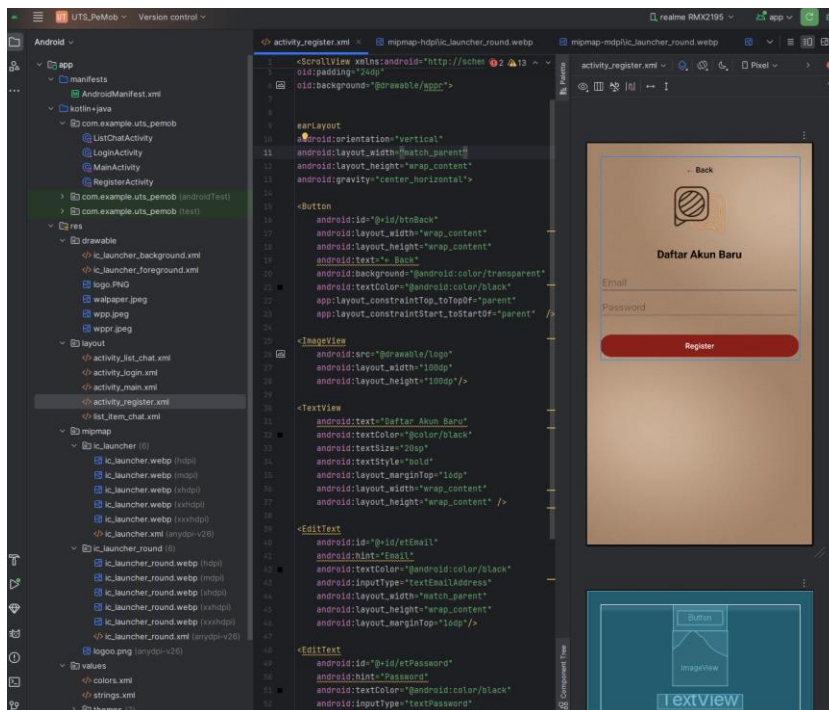 UT UTS_PeMob Version control
realme RMX2195 app
Android
activity_register.xml
mipmap-hdpi\ic_launcher_round.webp
mipmap-mdpi\ic_launcher_round.webp
app
manifests
AndroidManifest.xml
kotlin+java
com.example.uts_pemob
ListChatActivity
LoginActivity
MainActivity
RegisterActivity
com.example.uts_pemob (androidTest)
com.example.uts_pemob (test)
res
drawable
ic_launcher_background.xml
ic_launcher_foreground.xml
logo.PNG
walpaper.jpeg
wpp.jpeg
wppr.jpeg
layout
activity_list_chat.xml
activity_login.xml
activity_main.xml
activity_register.xml
list_item_chat.xml
mipmap
ic_launcher (6)
ic_launcher.webp (hdpi)
ic_launcher.webp (mdpi)
ic_launcher.webp (xhdpi)
ic_launcher.webp (xxhdpi)
ic_launcher.webp (xxxhdpi)
ic_launcher.xml (anydpi-v26)
ic_launcher_round (6)
ic_launcher_round.webp (hdpi)
ic_launcher_round.webp (mdpi)
ic_launcher_round.webp (xhdpi)
ic_launcher_round.webp (xxhdpi)
ic_launcher_round.webp (xxxhdpi)
ic_launcher_round.xml (anydpi-v26)
logoo.png (anydpi-v26)
values
colors.xml
strings.xml
<ScrollView xmlns:android="http://schem 2 13
oid:padding="24dp"
oid:background="@drawable/wppr">
earLayout
android:orientation="vertical"
android:layout_width="match_parent"
android:layout_height="wrap_content"
android:gravity="center_horizontal">
<Button
android:id="@+id/btnBack"
android:layout_width="wrap_content"
android:layout_height="wrap_content"
android:text="← Back"
android:background="@android:color/transparent"
android:textColor="@android:color/black"
app:layout_constraintTop_toTopOf="parent"
app:layout_constraintStart_toStartOf="parent" />
<ImageView
android:src="@drawable/logo"
android:layout_width="100dp"
android:layout_height="100dp"/>
<TextView
android:text="Daftar Akun Baru"
android:textColor="@color/black"
android:textSize="20sp"
android:textStyle="bold"
android:layout_marginTop="16dp"
android:layout_width="wrap_content"
android:layout_height="wrap_content" />
<EditText
android:id="@+id/etEmail"
android:hint="Email"
android:textColor="@android:color/black"
android:inputType="textEmailAddress"
android:layout_width="match_parent"
android:layout_height="wrap_content"
android:layout_marginTop="16dp"/>
<EditText
android:id="@+id/etPassword"
android:hint="Password"
android:textColor="@android:color/black"
android:inputType="textPassword"
Palette
Component Tree
activity_register.xml Pixel
← Back
Daftar Akun Baru
Email
Password
Register
Button
ImageView
TextView